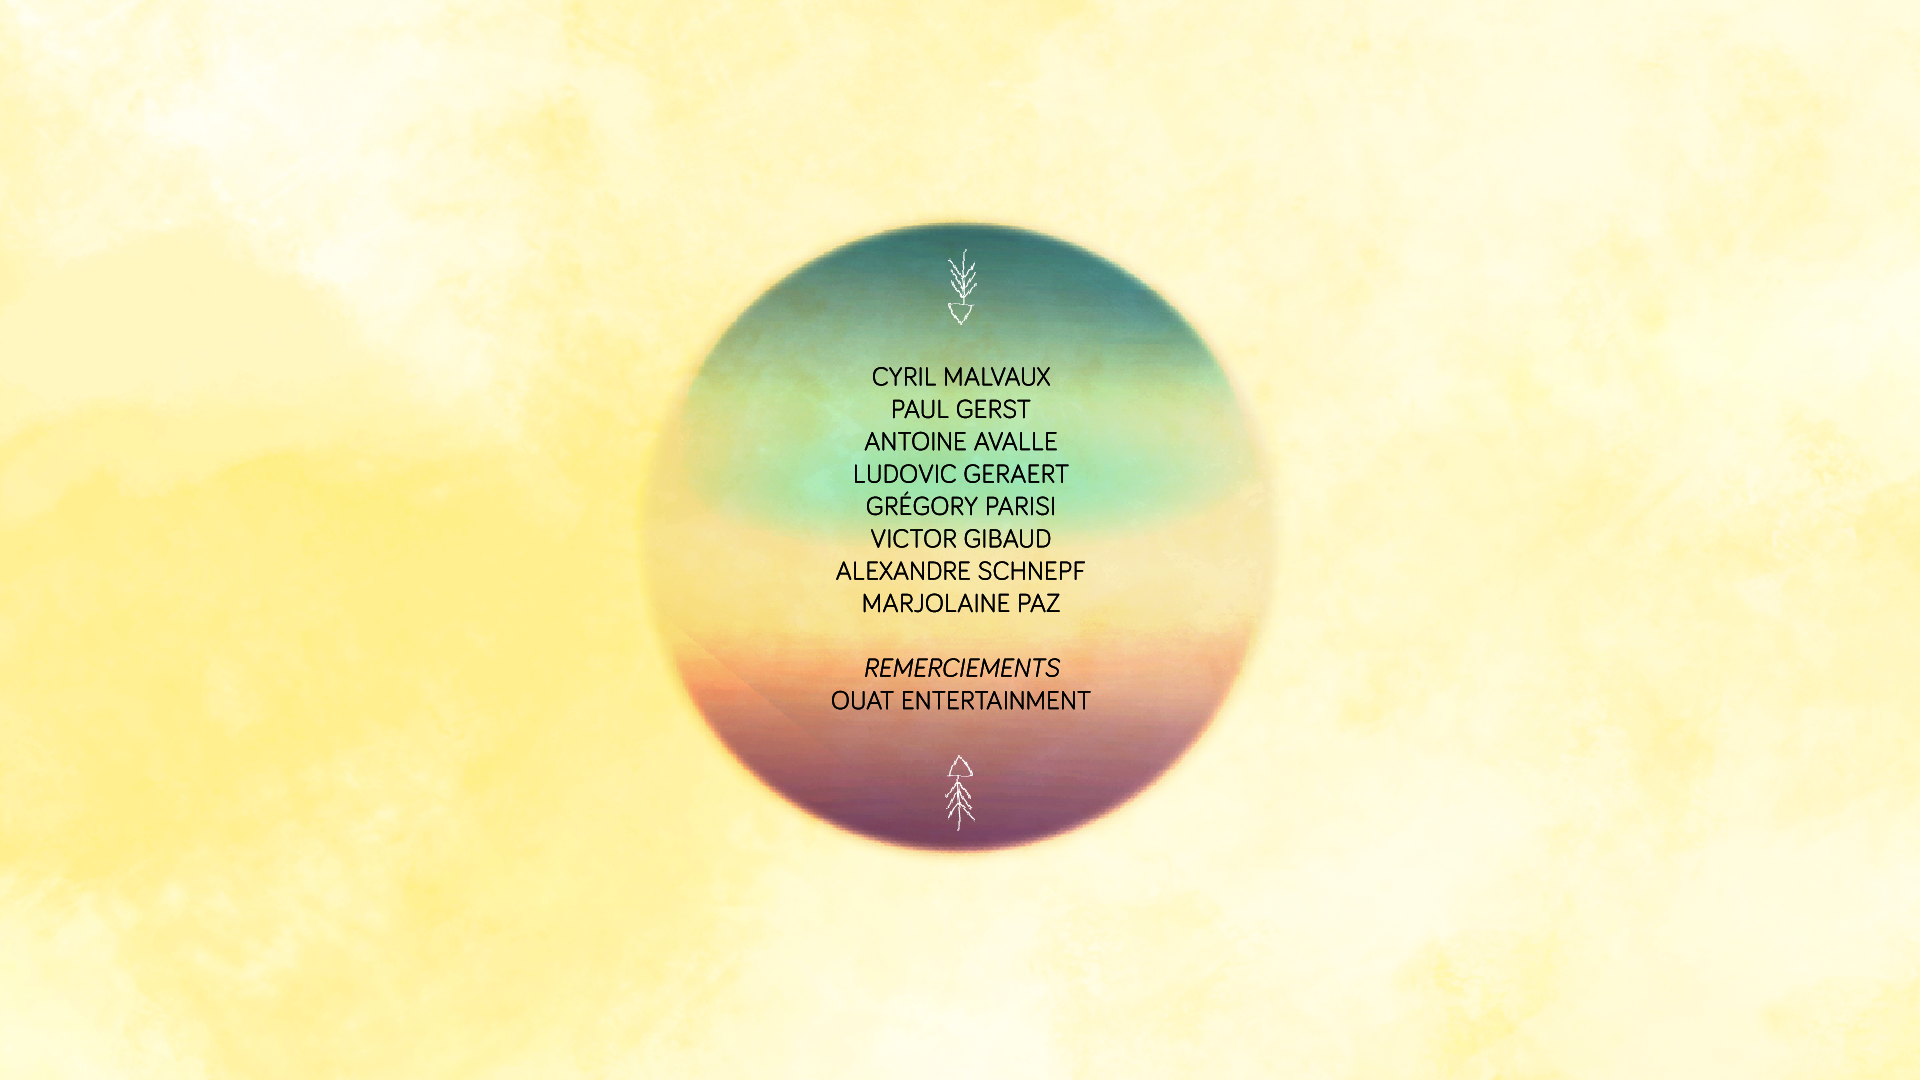 CYRIL MALVAUX
PAUL GERST
ANTOINE AVALLE
LUDOVIC GERAERT
GRÉGORY PARISI
VICTOR GIBAUD
ALEXANDRE SCHNEPF
MARJOLAINE PAZ
REMERCIEMENTS
OUAT ENTERTAINMENT